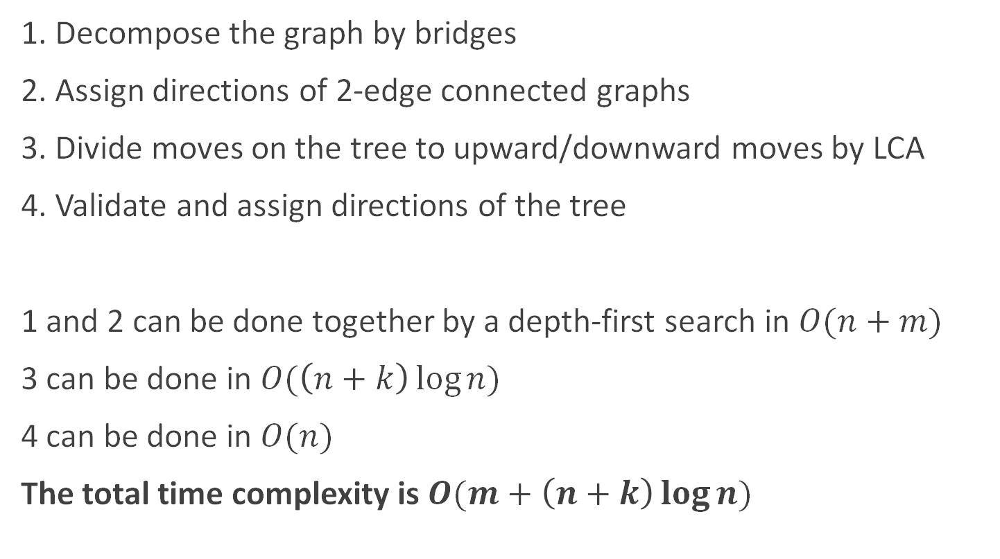 1. Decompose the graph by bridges
2. Assign directions of 2-edge connected graphs
3. Divide moves on the tree to upward/downward moves by LCA
4. Validate and assign directions of the tree
1 and 2 can be done together by a depth-first search in O(n + m)
3 can be done in O((n + k) log n)
4 can be done in O(n)
The total time complexity is O(m + (n + k) log n)